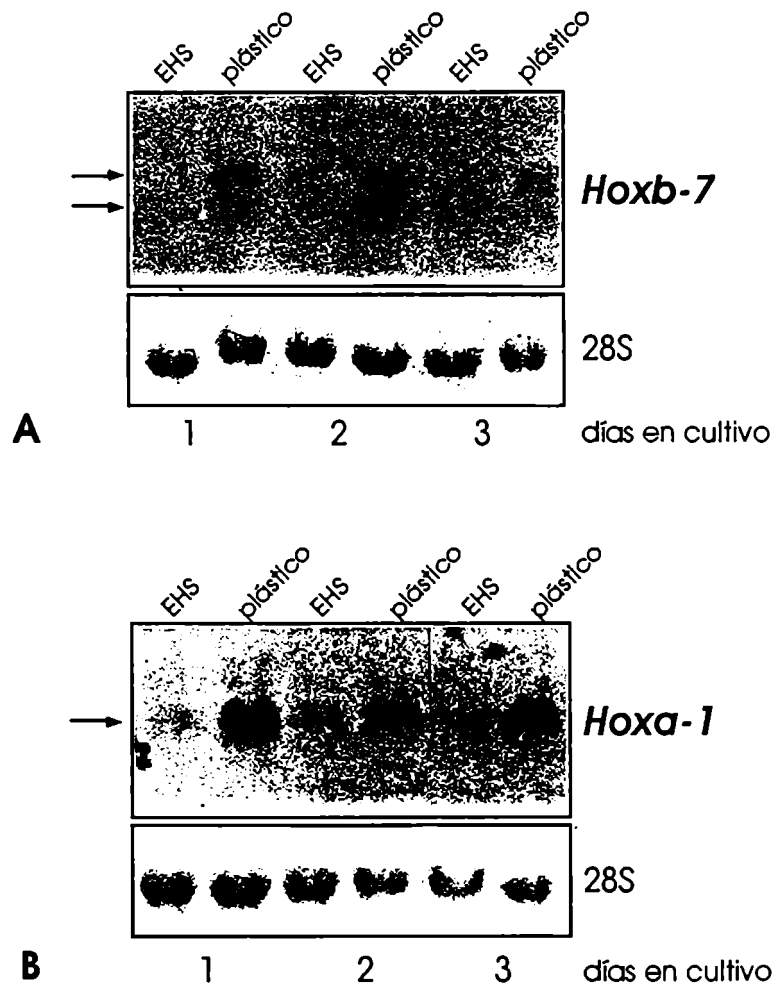 EHS plástico EHS plástico EHS plástico
Hoxb-7
28S
A 1 2 3 días en cultivo
EHS plástico EHS plástico EHS plástico
Hoxa-1
28S
B 1 2 3 días en cultivo